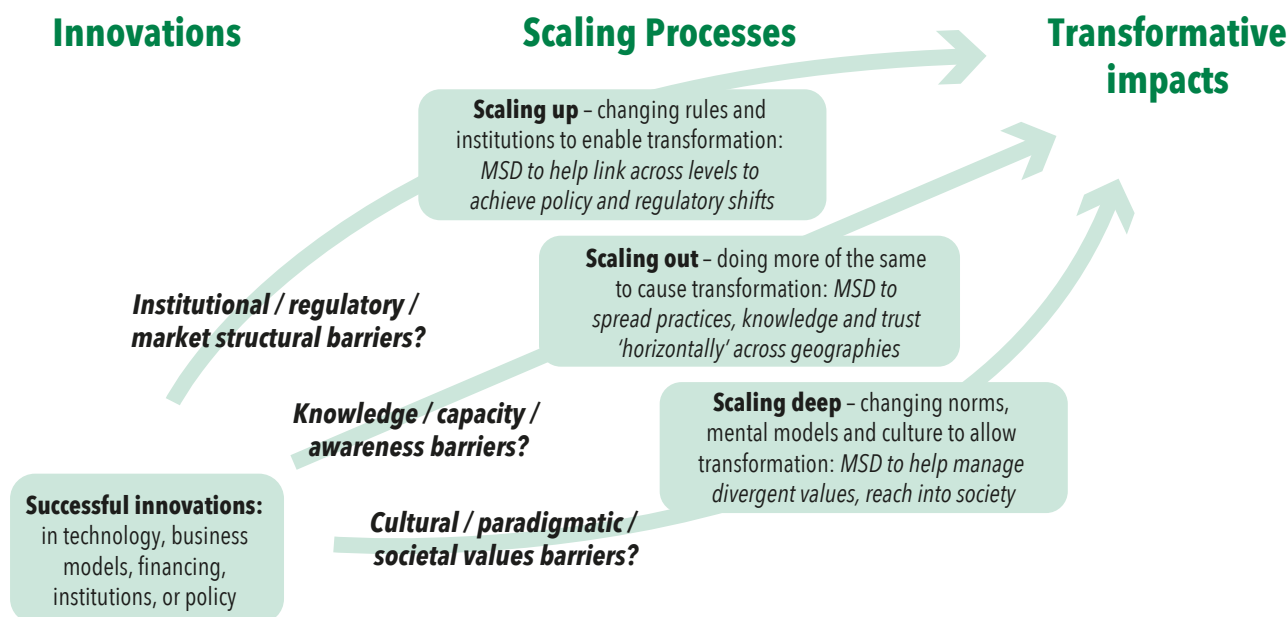 Innovations
Scaling Processes
Transformative
impacts
Scaling up – changing rules and
institutions to enable transformation:
MSD to help link across levels to
achieve policy and regulatory shifts
Scaling out – doing more of the same
to cause transformation: MSD to
spread practices, knowledge and trust
‘horizontally’ across geographies
Institutional / regulatory /
market structural barriers?
Scaling deep – changing norms,
mental models and culture to allow
transformation: MSD to help manage
divergent values, reach into society
Knowledge / capacity /
awareness barriers?
Successful innovations:
in technology, business
models, financing,
institutions, or policy
Cultural / paradigmatic /
societal values barriers?